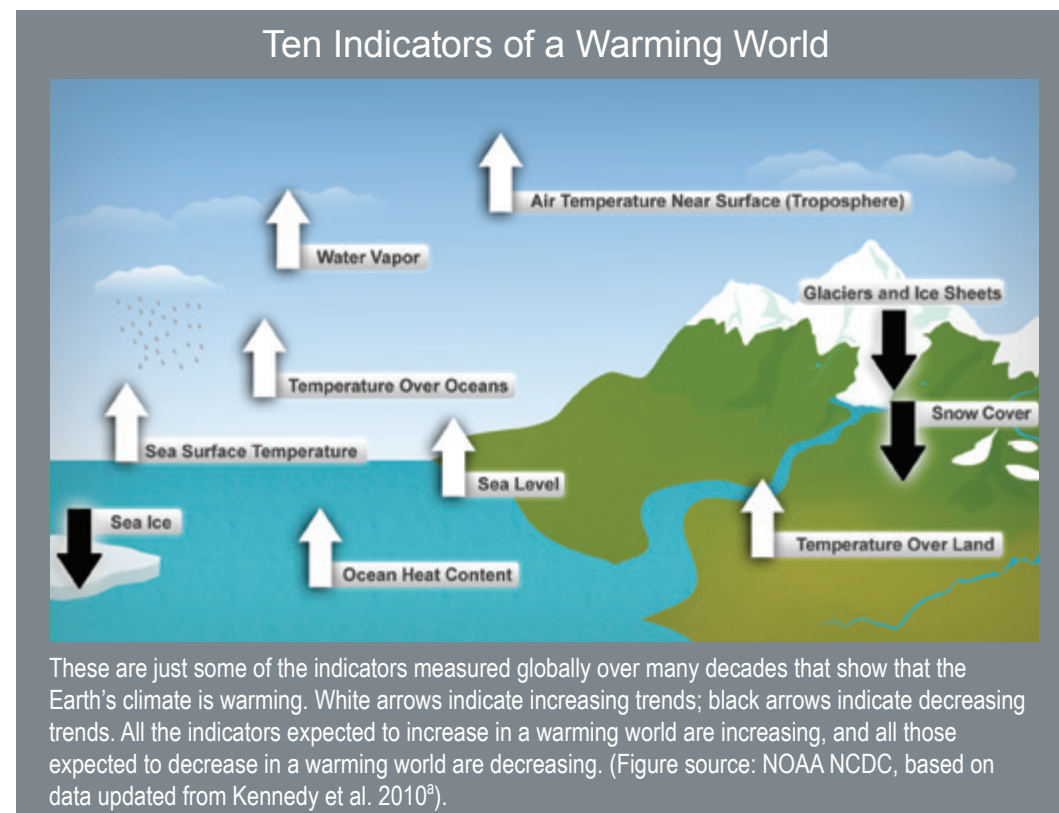 Ten Indicators of a Warming World
Air Temperature Near Surface (Troposphere)
Water Vapor
Glaciers and Ice Sheets
Temperature Over Oceans
Snow Cover
Sea Surface Temperature
Sea Level
Sea Ice
Temperature Over Land
Ocean Heat Content
These are just some of the indicators measured globally over many decades that show that the
Earth’s climate is warming. White arrows indicate increasing trends; black arrows indicate decreasing
trends. All the indicators expected to increase in a warming world are increasing, and all those
expected to decrease in a warming world are decreasing. (Figure source: NOAA NCDC, based on
data updated from Kennedy et al. 2010ª).